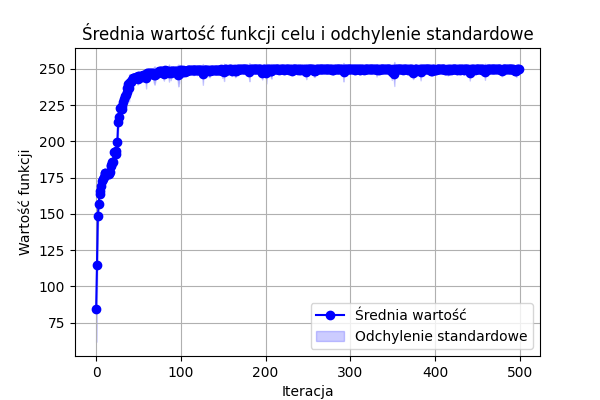 Średnia wartość funkcji celu i odchylenie standardowe
Wartość funkcji
250
225
200
175
150
125
100
75
0 100 200 300 400 500
Iteracja
Średnia wartość
Odchylenie standardowe